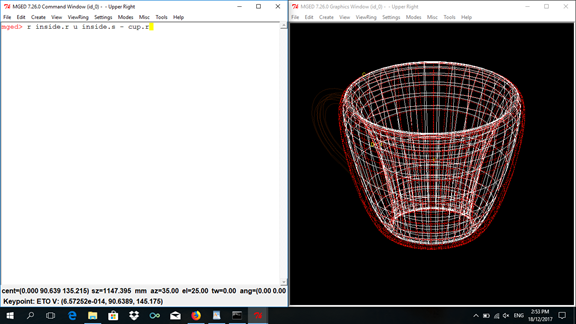 MGED 7.26.0 Command Window (id_0) - - Upper Right
File Edit Create View ViewRing Settings Modes Misc Tools Help
mged> r inside.r u inside.s - cup.r
cent=(0.000 90.639 135.215) sz=1147.395 mm az=35.00 el=25.00 tw=0.00 ang=(0.00 0.00
Keypoint: ETO V: (6.57252e-014, 90.6389, 145.175)
MGED 7.26.0 Graphics Window (id_0) - - Upper Right
File Edit Create View ViewRing Settings Modes Misc Tools Help
2:53 PM
18/12/2017